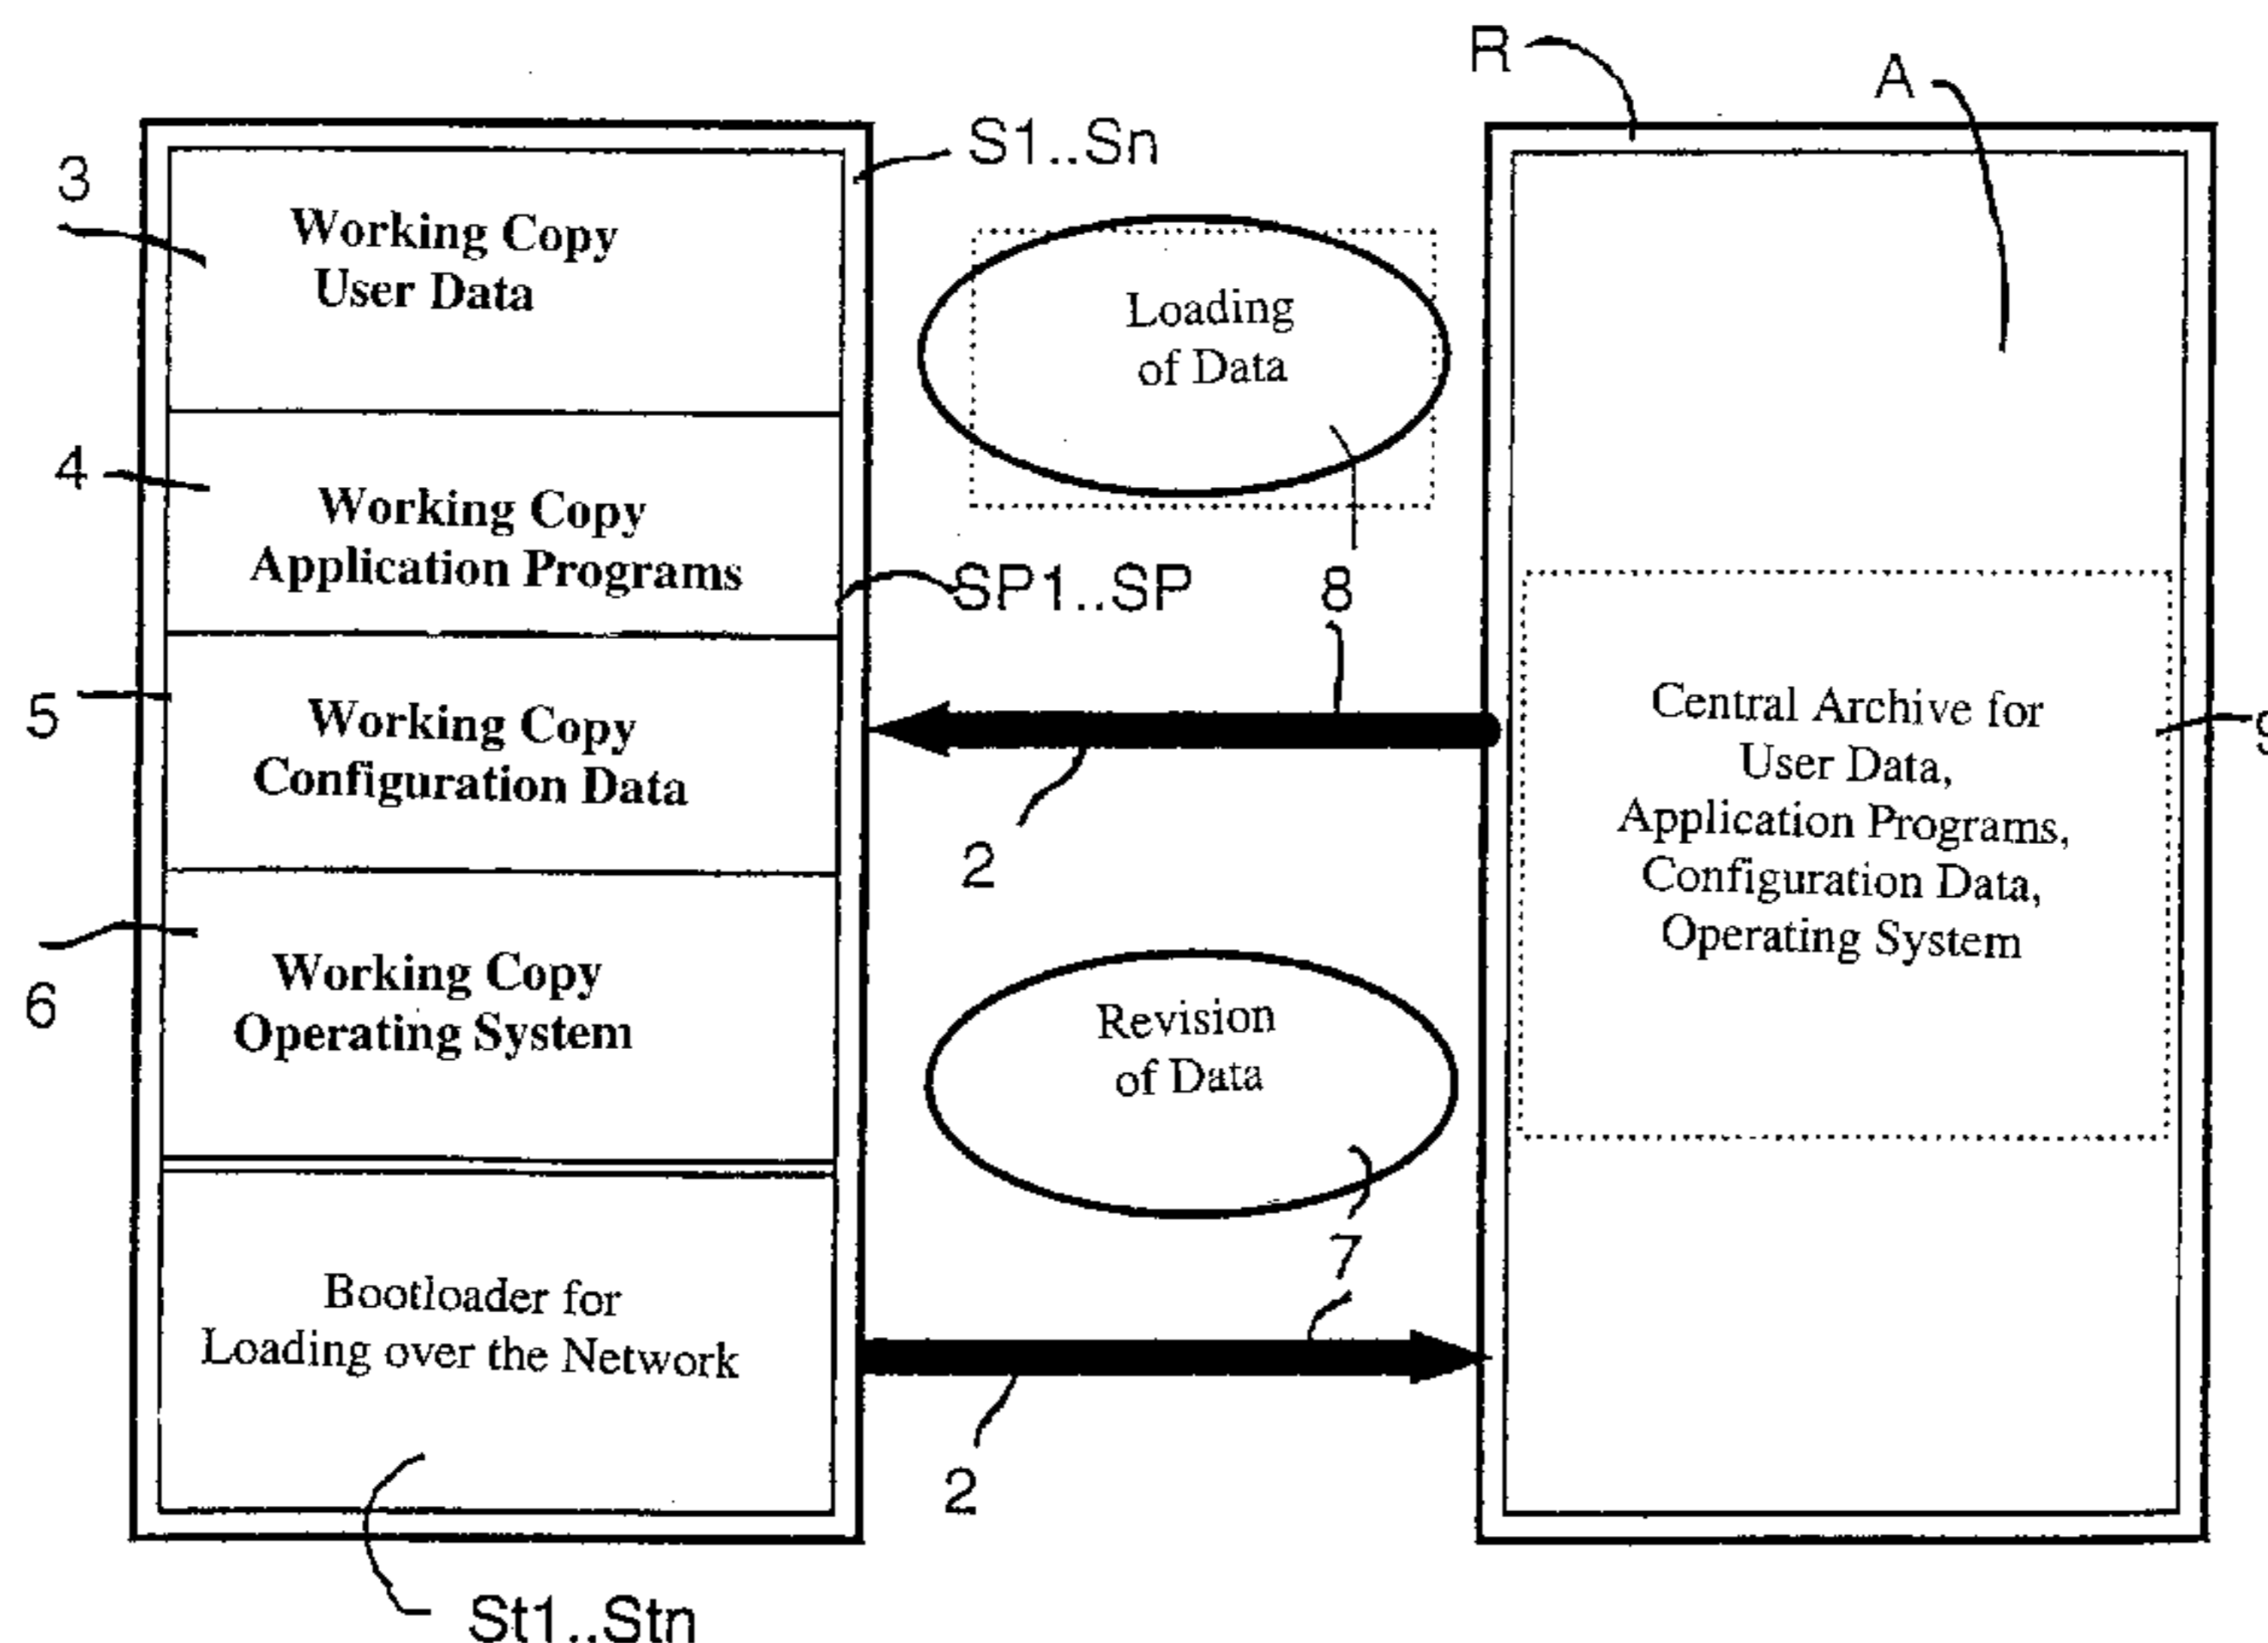 R
A
S1..Sn
3
Working Copy
User Data
Loading
of Data
4
Working Copy
Application Programs
SP1..SP
8
5
Working Copy
Configuration Data
2
Central Archive for
User Data,
Application Programs,
Configuration Data,
Operating System
9
6
Working Copy
Operating System
Revision
of Data
7
Bootloader for
Loading over the Network
2
St1..Stn